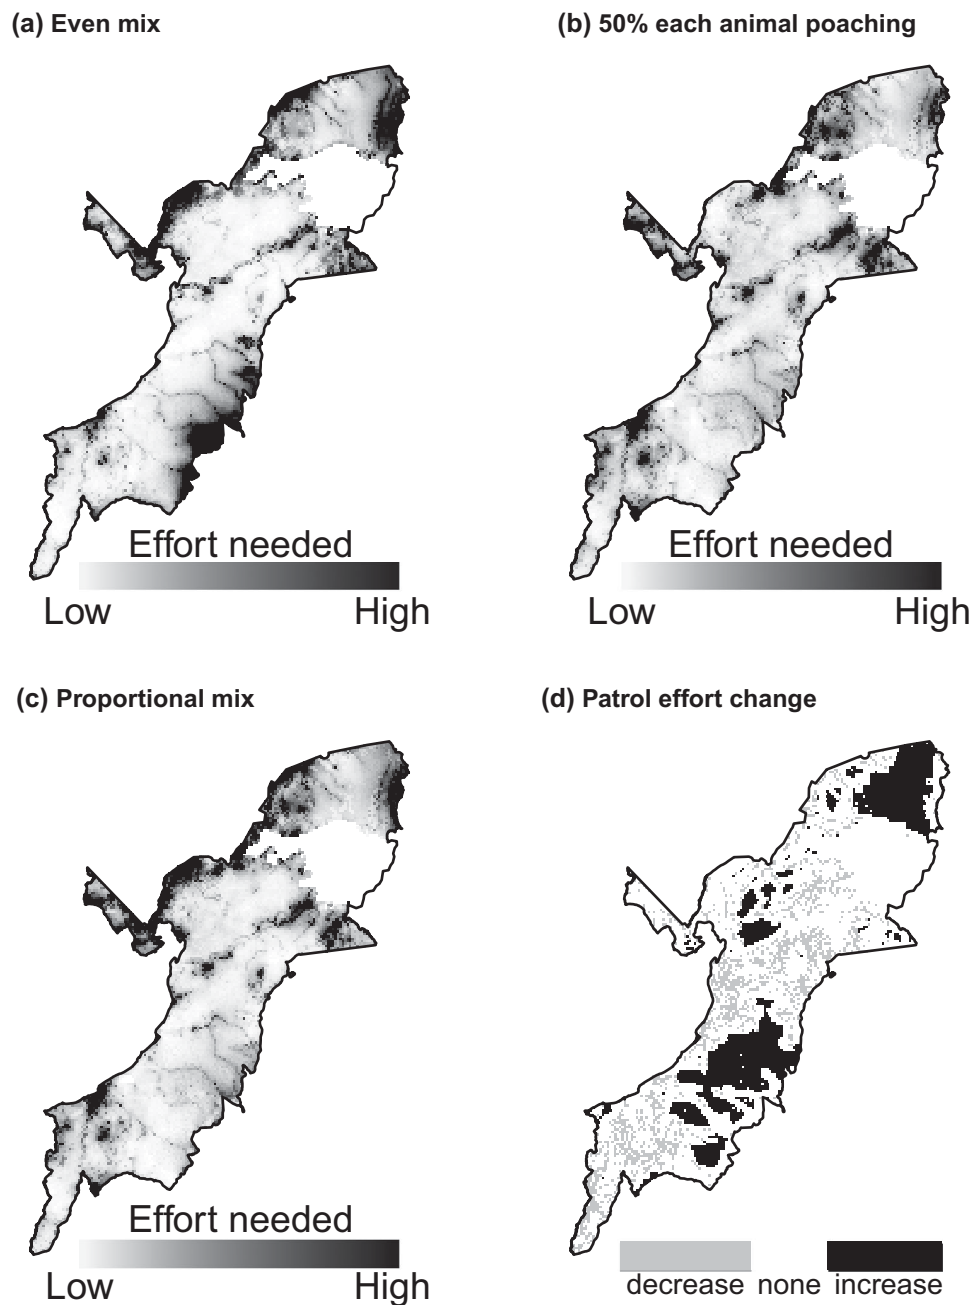 (a) Even mix
(b) 50% each animal poaching
Effort needed
Low High
Effort needed
Low High
(c) Proportional mix
(d) Patrol effort change
Effort needed
Low High
decrease none increase